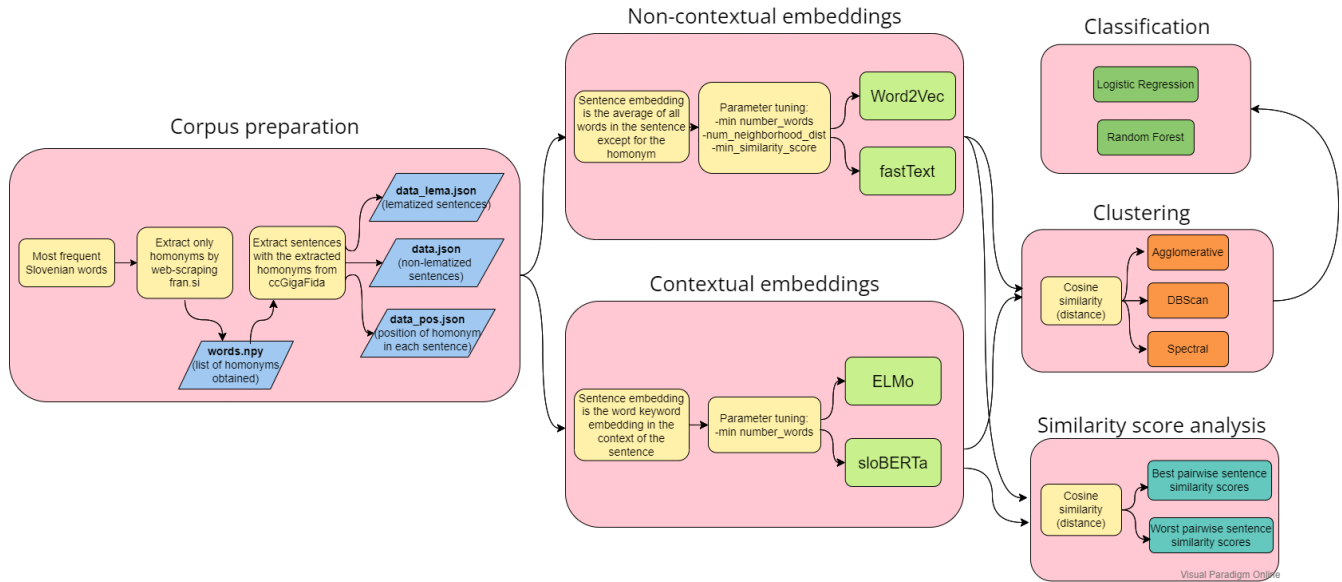 Corpus preparation
Most frequent
Slovenian words
Extract only
homonyms by
web-scraping
fran.si
words.npy
(list of homonyms
obtained)
Extract sentences
with the extracted
homonyms from
ccGigaFida
data_lema.json
(lematized sentences)
data.json
(non-lematized
sentences)
data_pos.json
(position of homonym
in each sentence)
Non-contextual embeddings
Sentence embedding
is the average of all
words in the sentence
except for the
homonym
Parameter tuning:
-min number_words
-num_neighborhood_dist
-min_similarity_score
Word2Vec
fastText
Contextual embeddings
Sentence embedding
is the word keyword
embedding in the
context of the
sentence
Parameter tuning:
-min number_words
ELMo
sloBERTa
Classification
Logistic Regression
Random Forest
Clustering
Cosine
similarity
(distance)
Agglomerative
DBScan
Spectral
Similarity score analysis
Cosine
similarity
(distance)
Best pairwise sentence
similarity scores
Worst pairwise sentence
similarity scores
Visual Paradigm Online